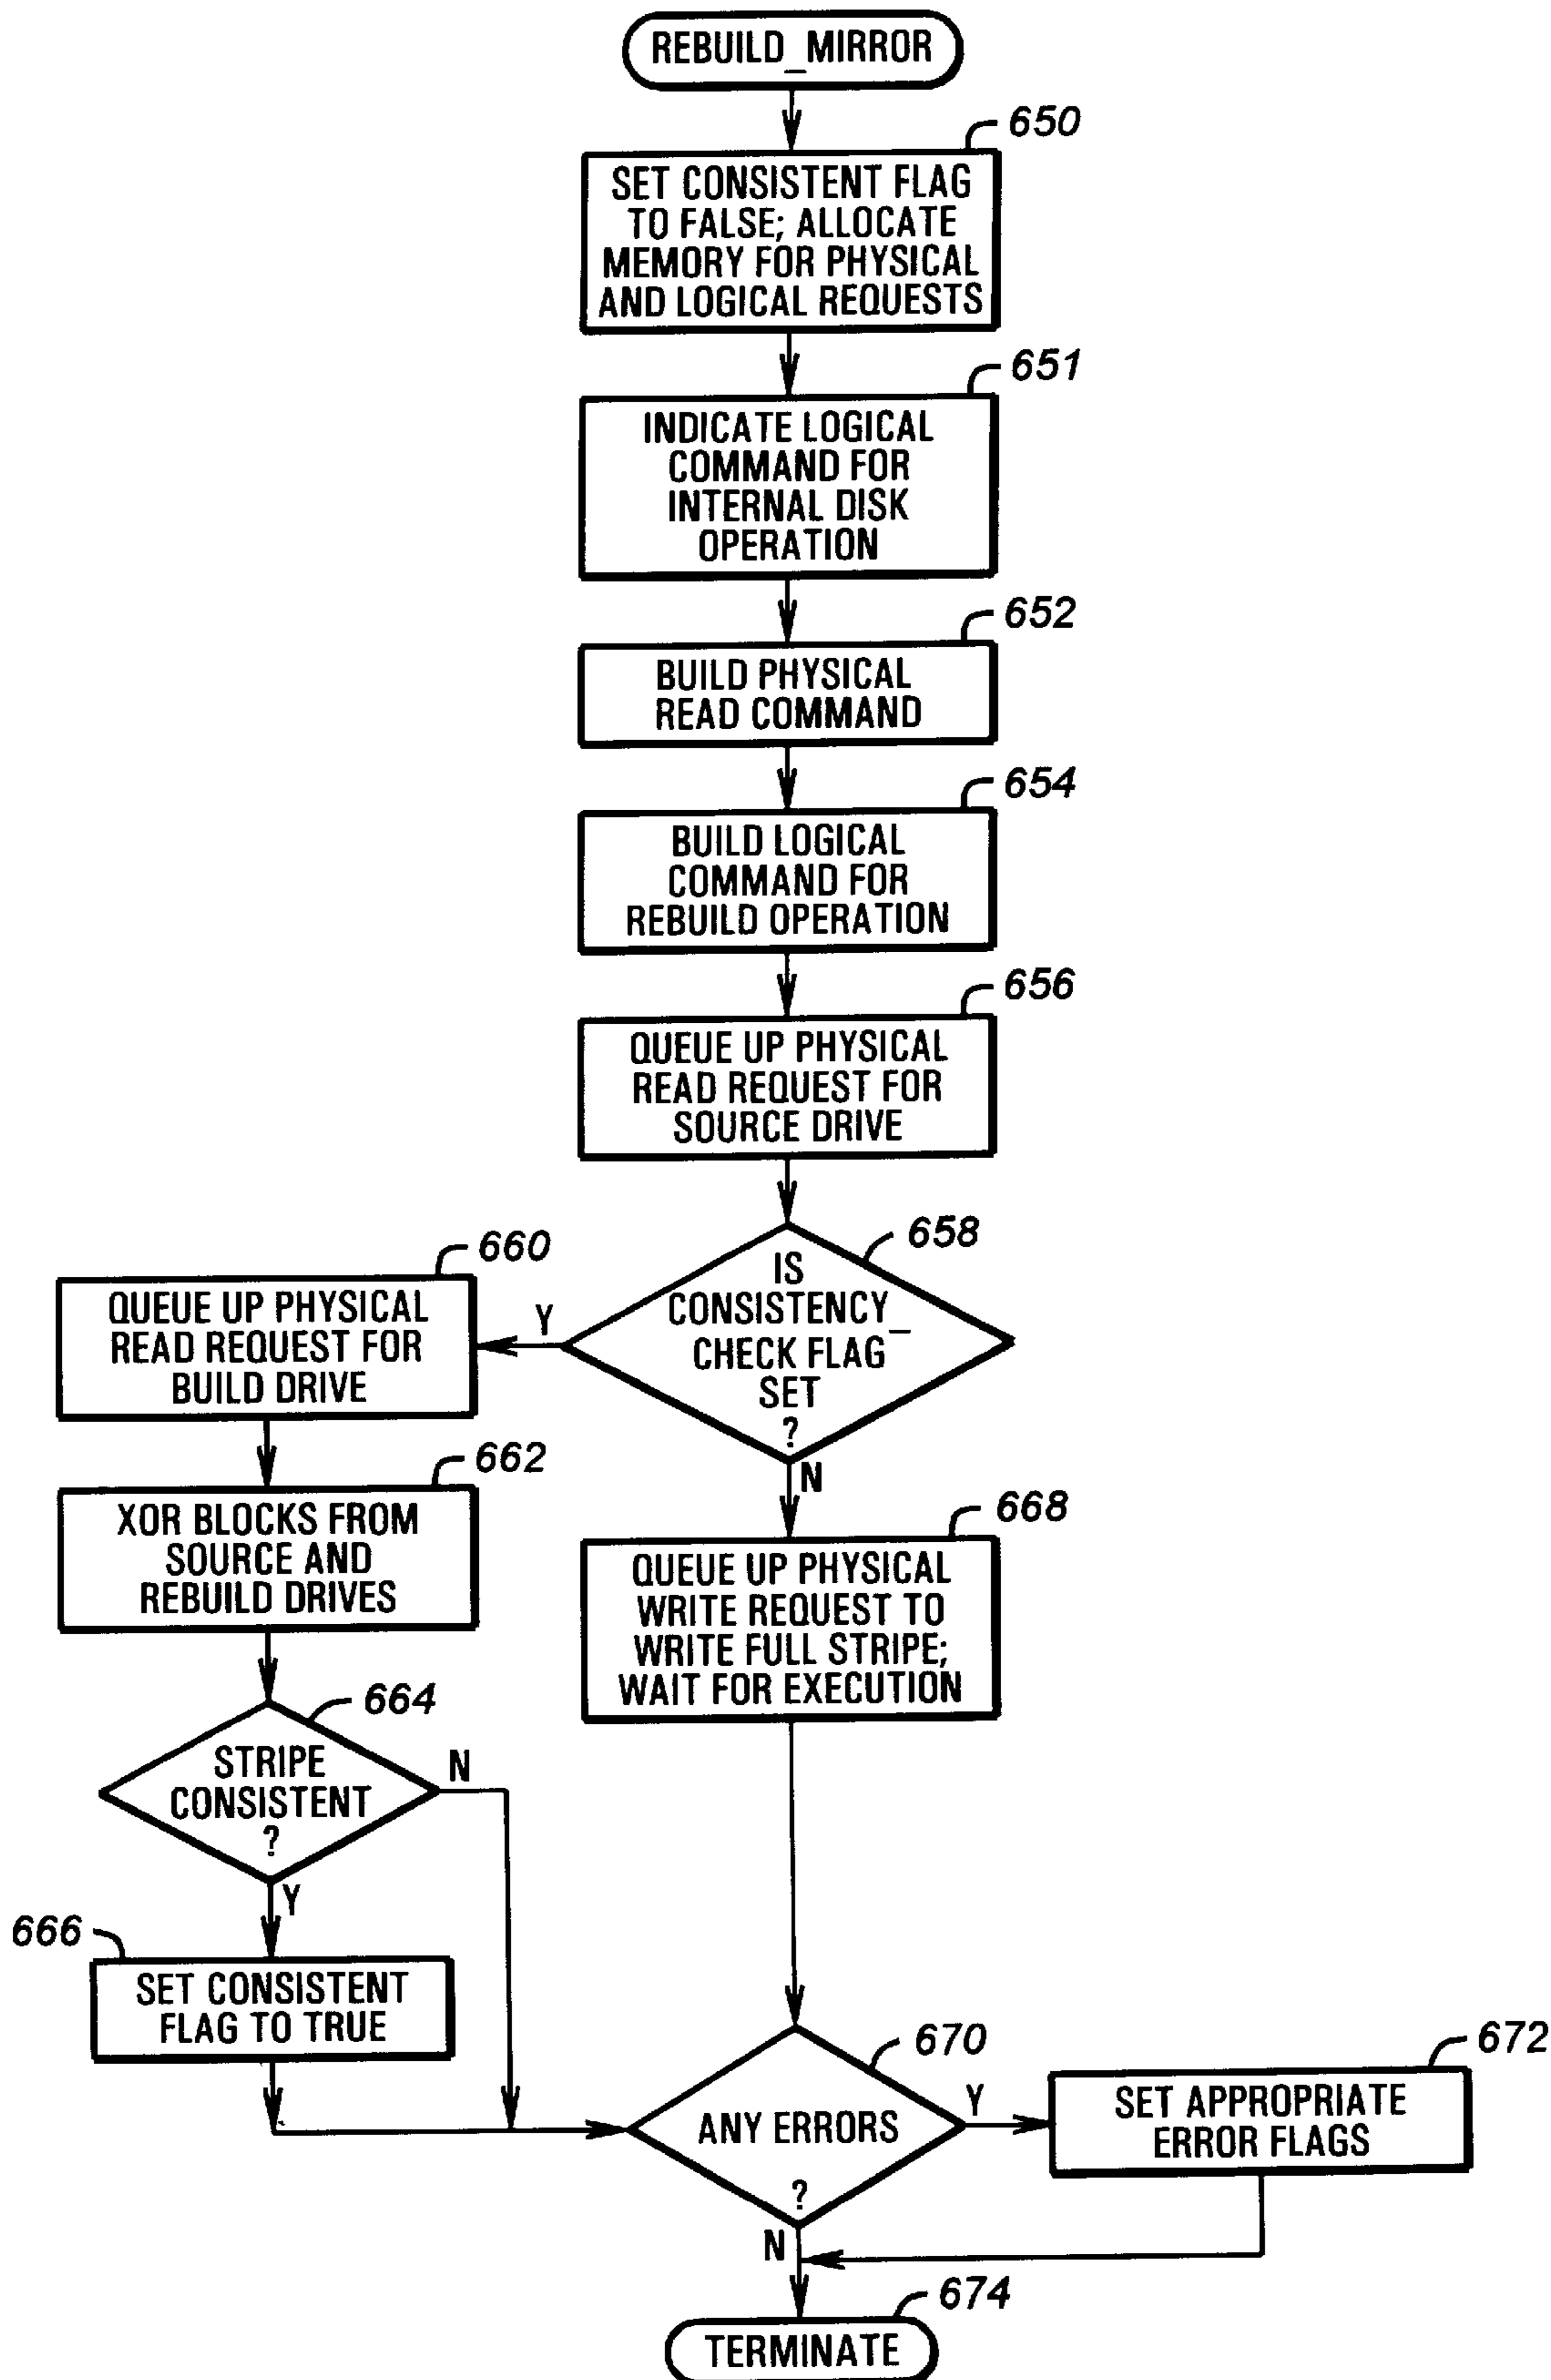 REBUILD_MIRROR
650
SET CONSISTENT FLAG
TO FALSE; ALLOCATE
MEMORY FOR PHYSICAL
AND LOGICAL REQUESTS
651
INDICATE LOGICAL
COMMAND FOR
INTERNAL DISK
OPERATION
652
BUILD PHYSICAL
READ COMMAND
654
BUILD LOGICAL
COMMAND FOR
REBUILD OPERATION
656
QUEUE UP PHYSICAL
READ REQUEST FOR
SOURCE DRIVE
658
IS
CONSISTENCY_
CHECK FLAG
SET
?
Y
N
660
QUEUE UP PHYSICAL
READ REQUEST FOR
BUILD DRIVE
662
XOR BLOCKS FROM
SOURCE AND
REBUILD DRIVES
664
STRIPE
CONSISTENT
?
N
Y
666
SET CONSISTENT
FLAG TO TRUE
668
QUEUE UP PHYSICAL
WRITE REQUEST TO
WRITE FULL STRIPE;
WAIT FOR EXECUTION
670
ANY ERRORS
?
Y
N
672
SET APPROPRIATE
ERROR FLAGS
674
TERMINATE